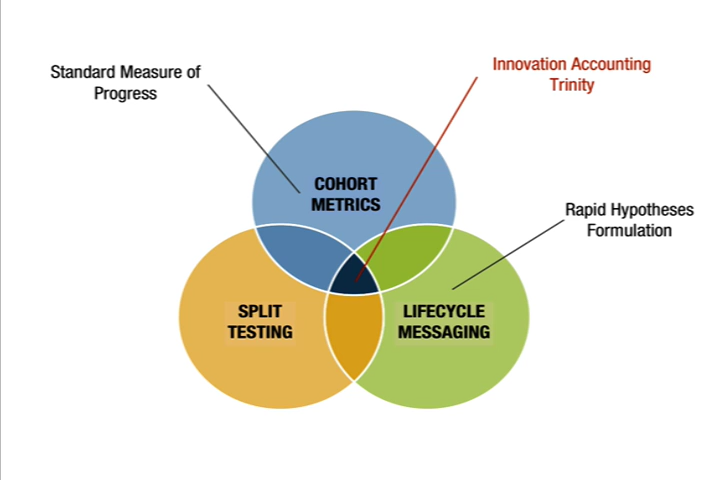 Standard Measure of
Progress
Innovation Accounting
Trinity
COHORT
METRICS
Rapid Hypotheses
Formulation
SPLIT
TESTING
LIFECYCLE
MESSAGING